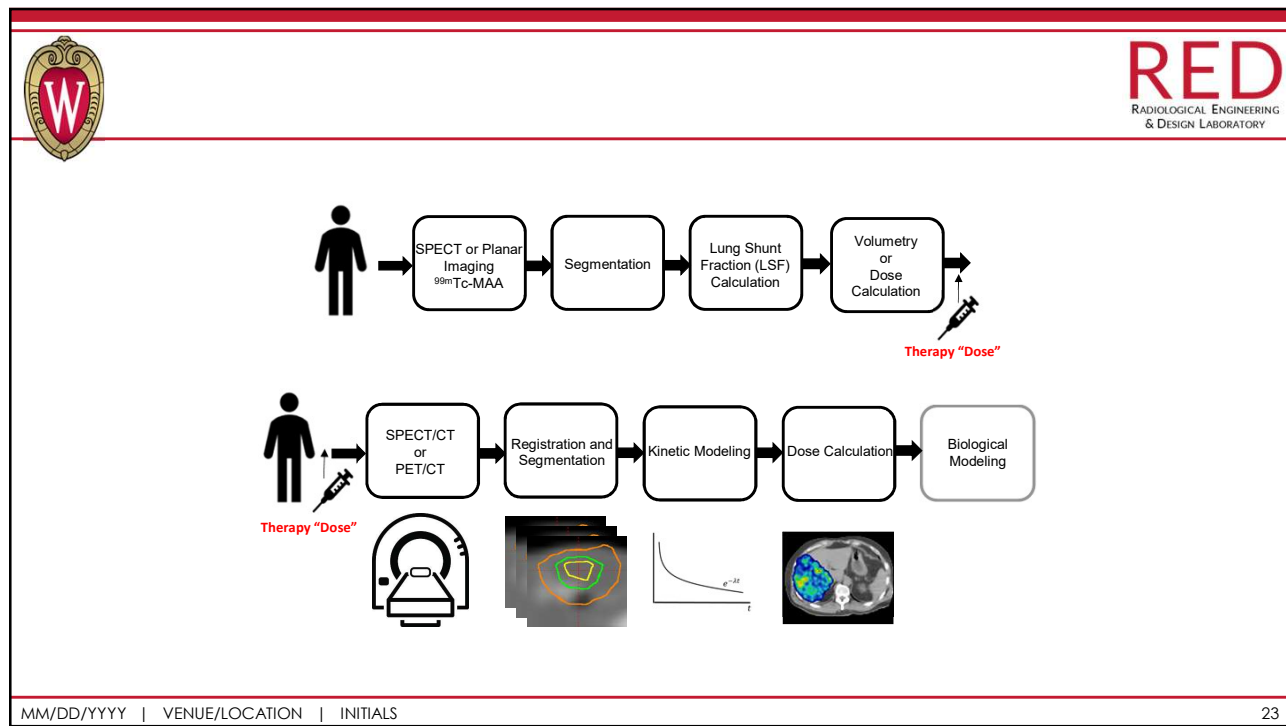 W
RED
RADIOLOGICAL ENGINEERING
& DESIGN LABORATORY
SPECT or Planar
Imaging
⁹⁹ᵐTc-MAA
Segmentation
Lung Shunt
Fraction (LSF)
Calculation
Volumetry
or
Dose
Calculation
Therapy “Dose”
SPECT/CT
or
PET/CT
Registration and
Segmentation
Kinetic Modeling
Dose Calculation
Biological
Modeling
Therapy “Dose”
e^{-λt}
t
MM/DD/YYYY | VENUE/LOCATION | INITIALS
23